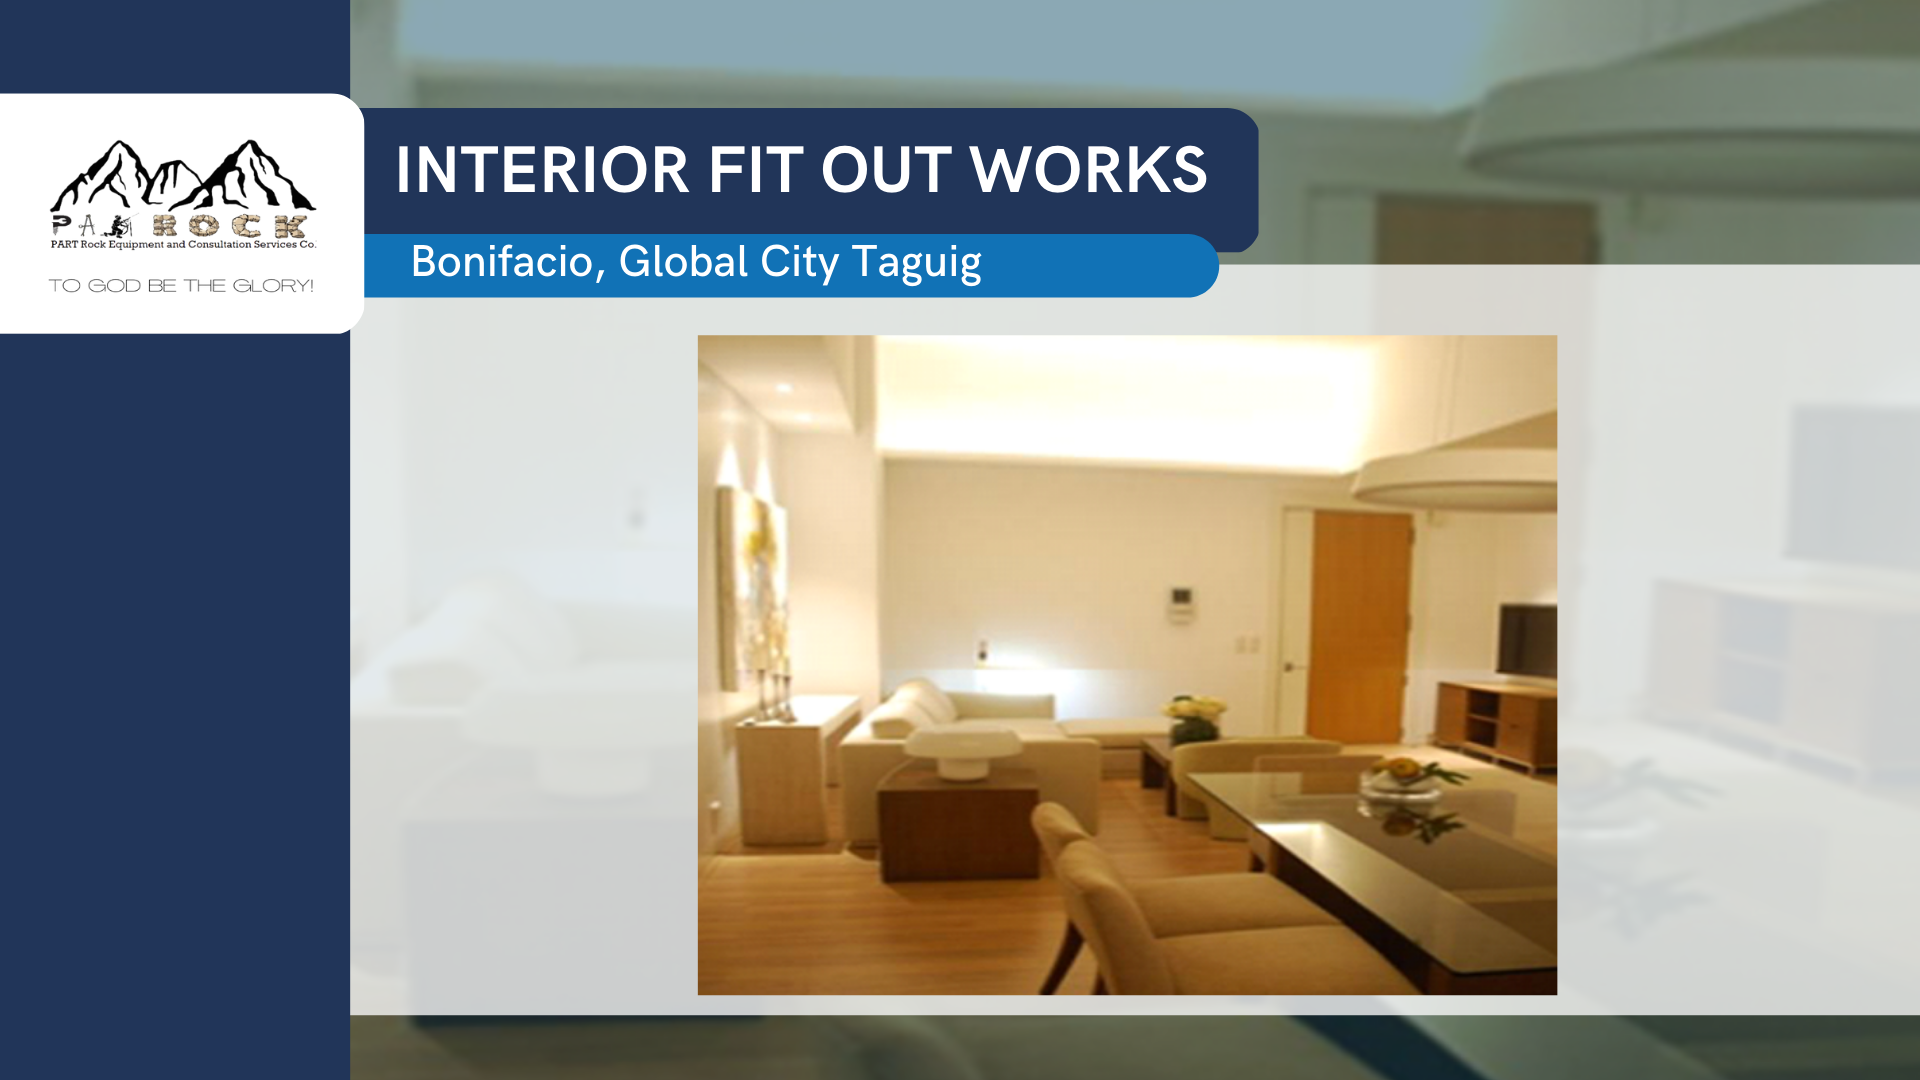 INTERIOR FIT OUT WORKS
Bonifacio, Global City Taguig
PART ROCK
PART Rock Equipment and Consultation Services Co.
TO GOD BE THE GLORY!